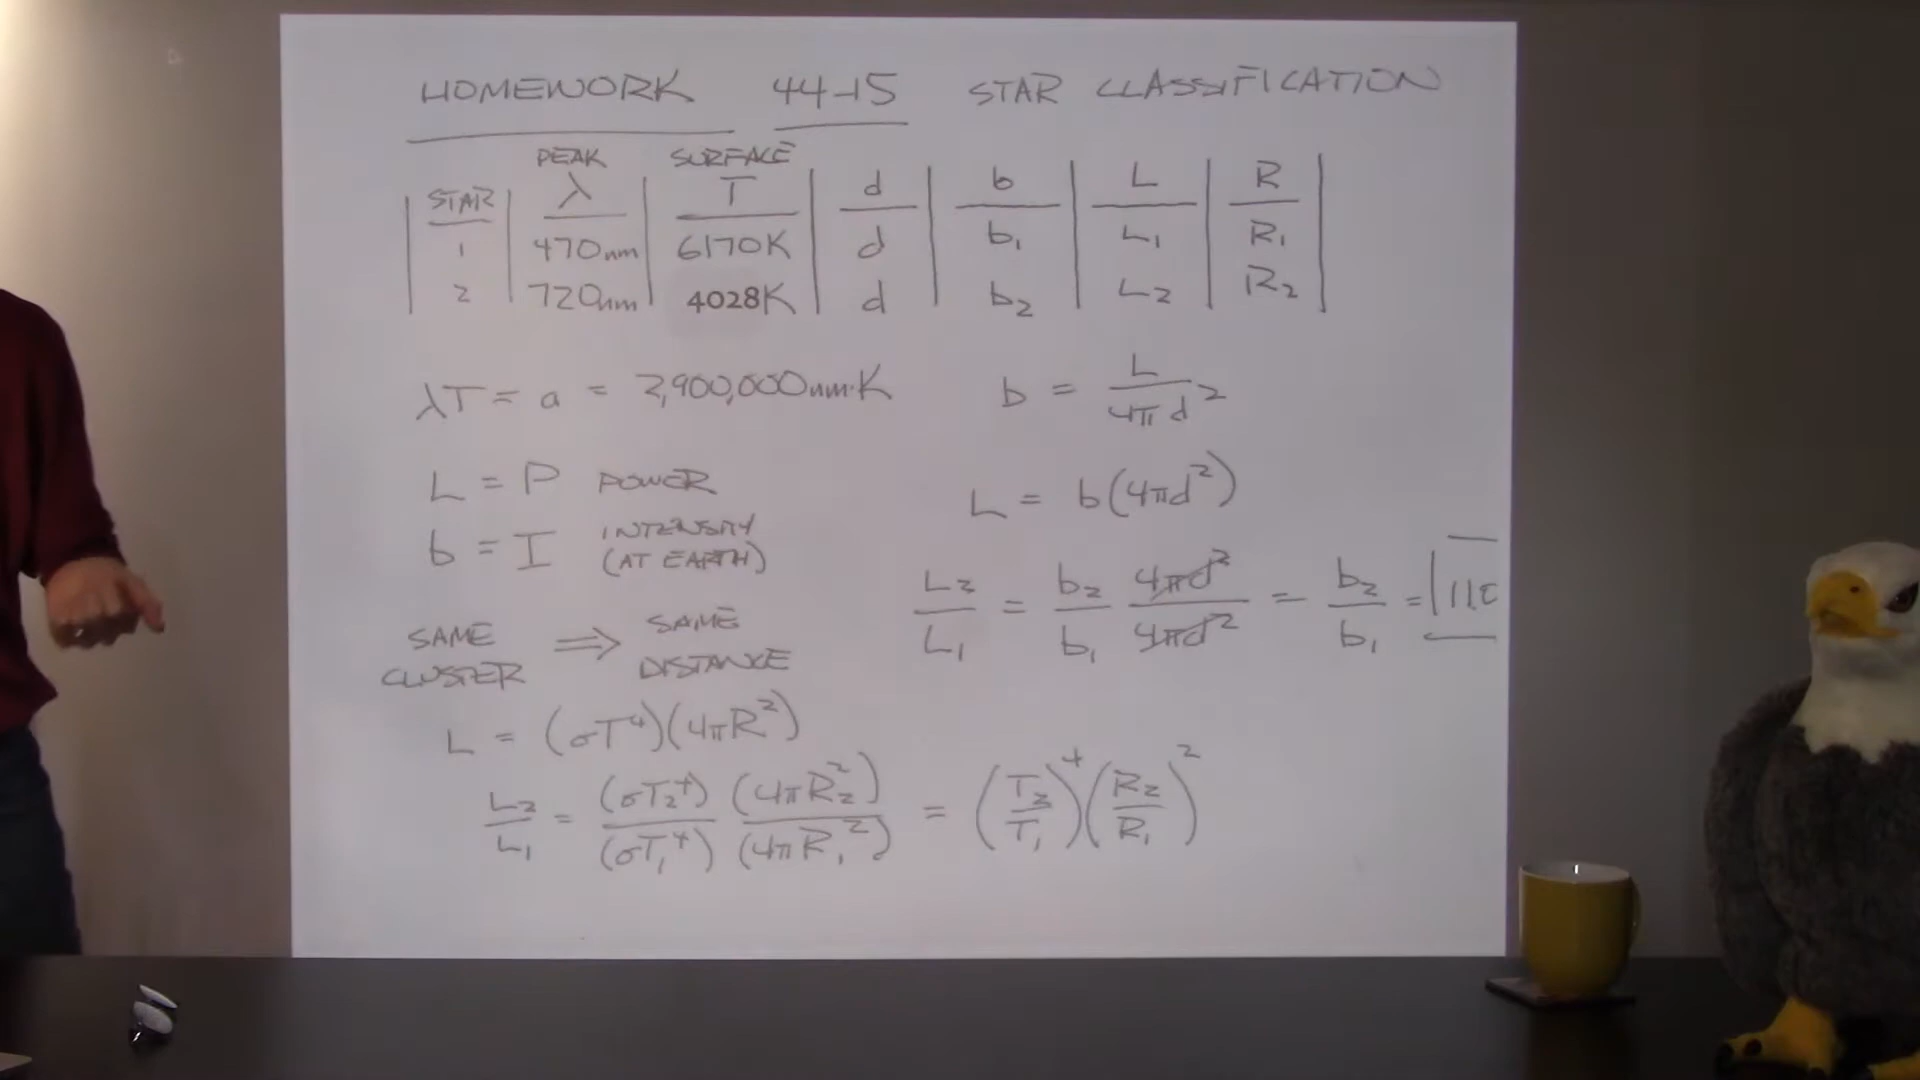 HOMEWORK 44-15 STAR CLASSIFICATION
PEAK SURFACE
STAR λ T d b L R
1 470nm 6170K d b₁ L₁ R₁
2 720nm 4028K d b₂ L₂ R₂
λT = a = 2,900,000nm·K
b = L / 4πd²
L = P POWER
L = b(4πd²)
b = I INTENSITY (AT EARTH)
L₂/L₁ = b₂/b₁ 4πd²/4πd² = b₂/b₁ =
SAME CLUSTER ⟹ SAME DISTANCE
L = (σT⁴)(4πR²)
L₂/L₁ = (σT₂⁴)/(σT₁⁴) (4πR₂²)/(4πR₁²) = (T₂/T₁)⁴(R₂/R₁)²